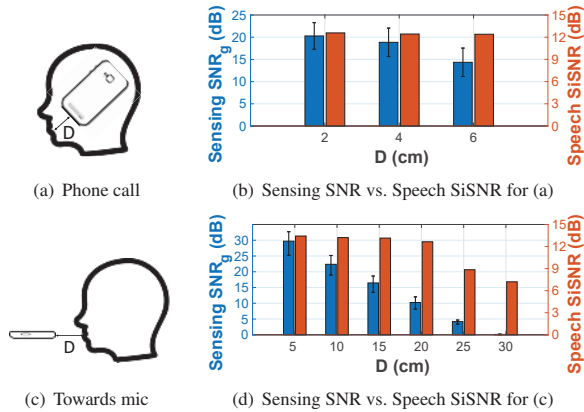 D
(a) Phone call
Sensing SNRg (dB)
25
20
15
10
5
0
15
12
9
6
3
0
Speech SiSNR (dB)
2 4 6
D (cm)
(b) Sensing SNR vs. Speech SiSNR for (a)
D
(c) Towards mic
Sensing SNRg (dB)
30
25
20
15
10
5
0
15
12
9
6
3
0
Speech SiSNR (dB)
5 10 15 20 25 30
D (cm)
(d) Sensing SNR vs. Speech SiSNR for (c)